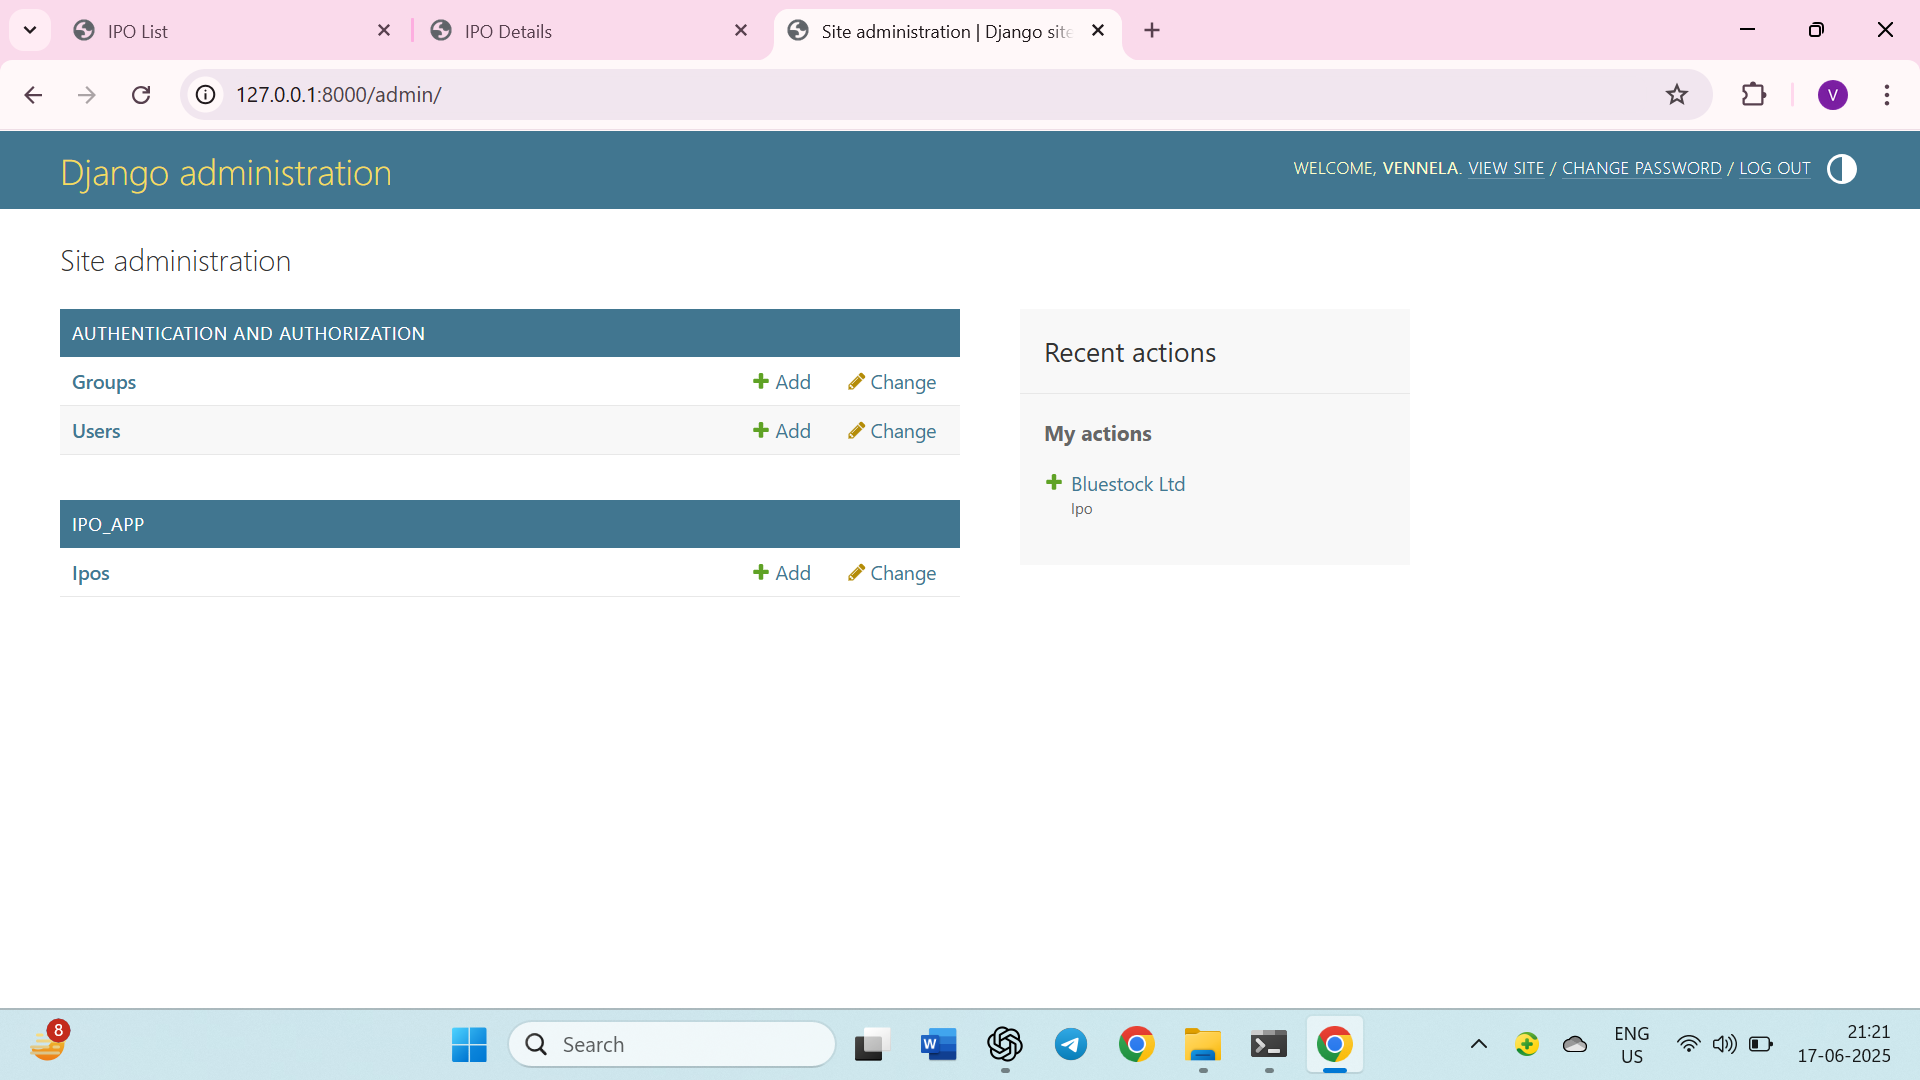 IPO List
IPO Details
Site administration | Django site
127.0.0.1:8000/admin/
V
Django administration
WELCOME, VENNELA. VIEW SITE / CHANGE PASSWORD / LOG OUT
Site administration
AUTHENTICATION AND AUTHORIZATION
Groups Add Change
Users Add Change
IPO_APP
Ipos Add Change
Recent actions
My actions
Bluestock Ltd
Ipo
8
Search
W
ENG
US
21:21
17-06-2025